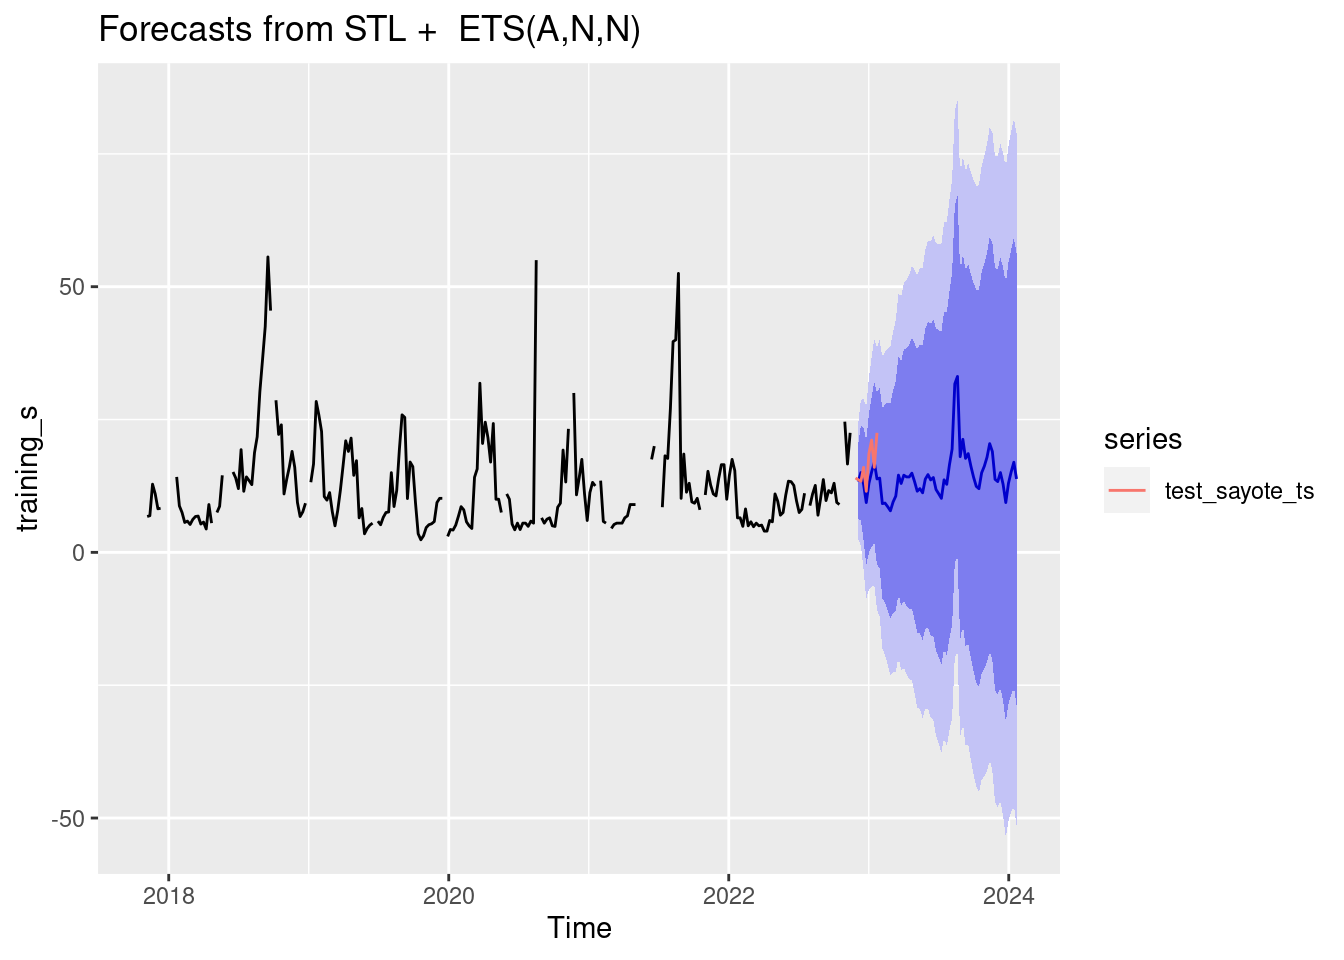 Forecasts from STL +  ETS(A,N,N)
training_s
50
0
-50
2018
2020
2022
2024
Time
series
test_sayote_ts